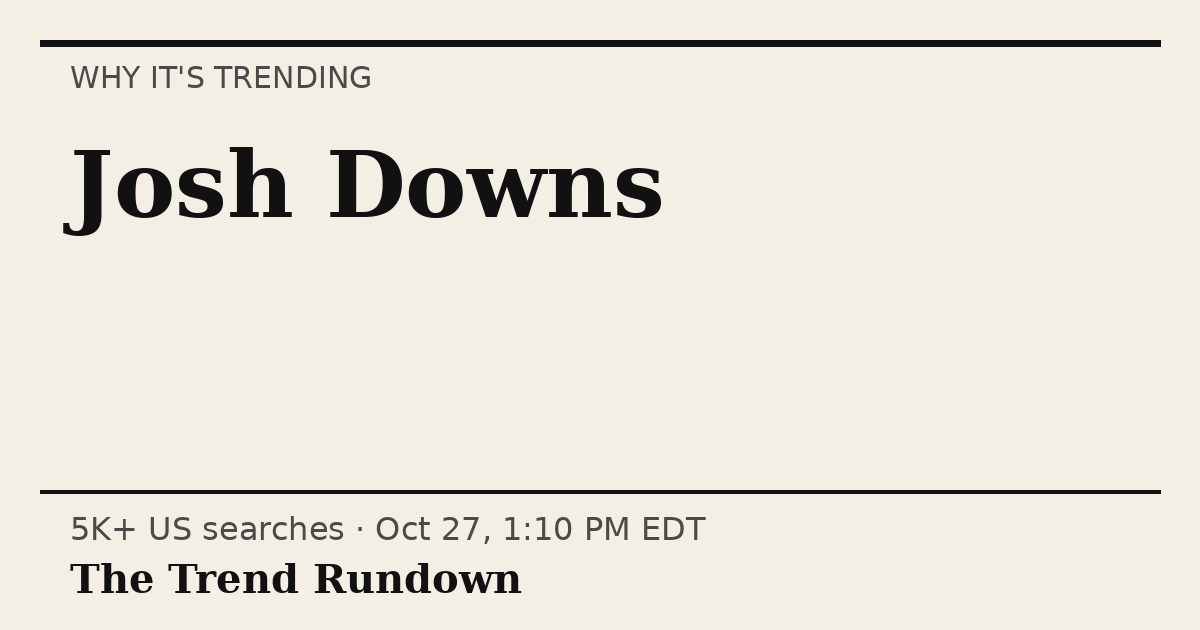 WHY IT'S TRENDING
Josh Downs
5K+ US searches · Oct 27, 1:10 PM EDT
The Trend Rundown